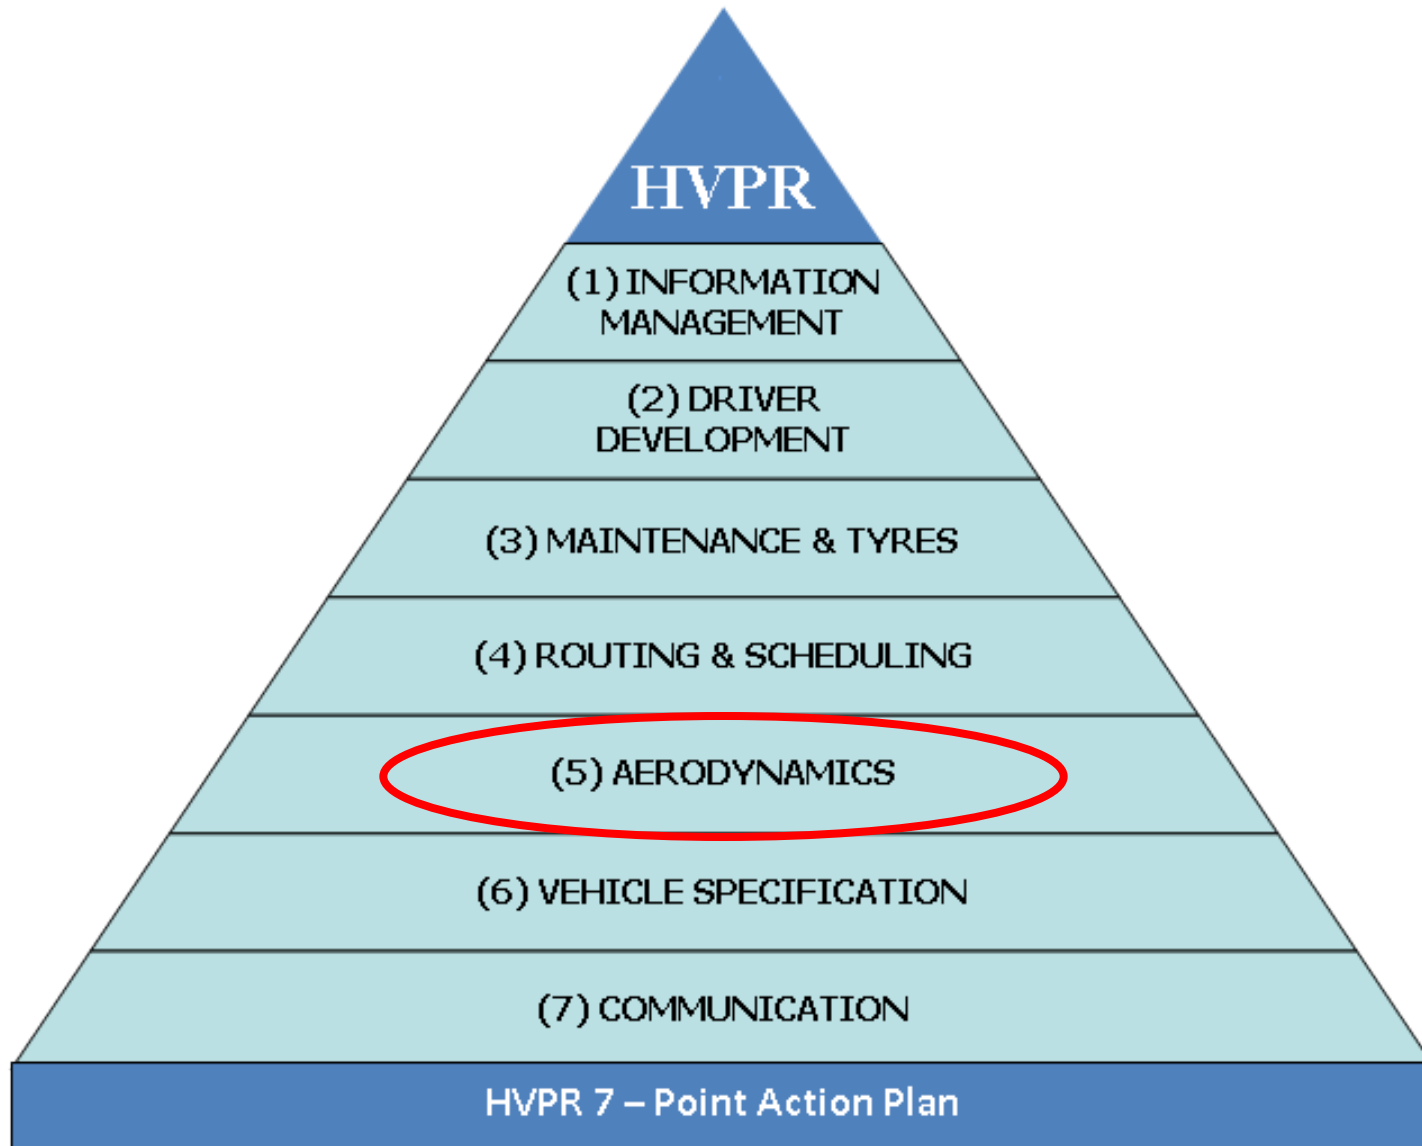 HVPR
(1) INFORMATION
MANAGEMENT
(2) DRIVER
DEVELOPMENT
(3) MAINTENANCE & TYRES
(4) ROUTING & SCHEDULING
(5) AERODYNAMICS
(6) VEHICLE SPECIFICATION
(7) COMMUNICATION
HVPR 7 – Point Action Plan